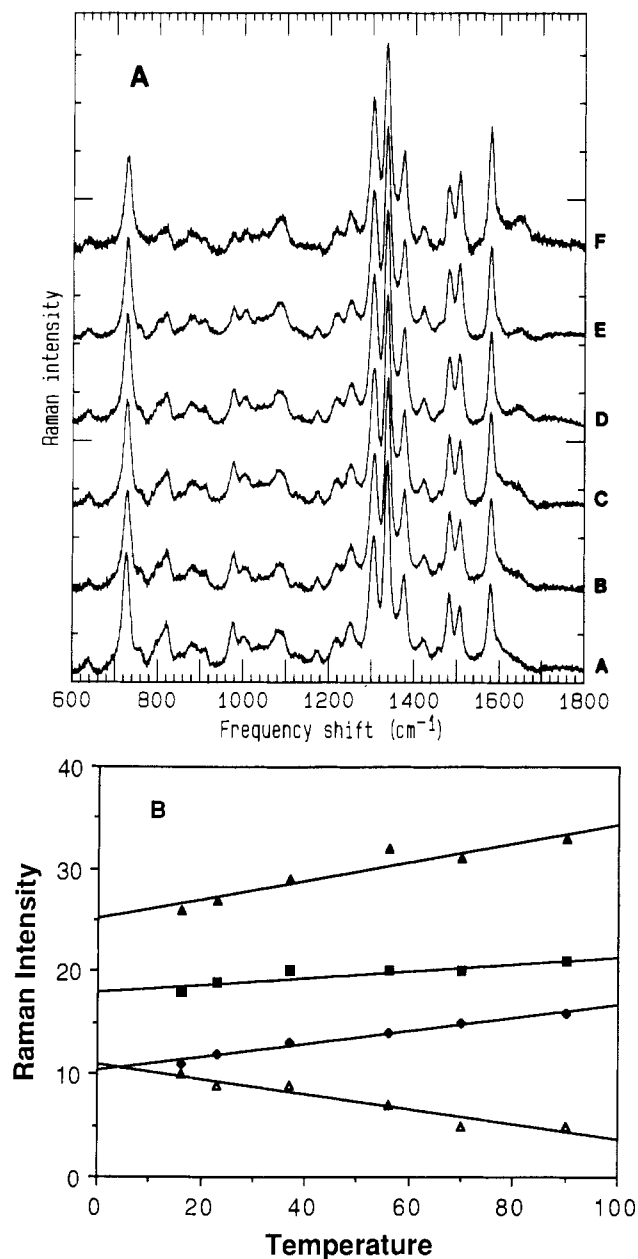 A
F
E
D
C
B
A
Raman intensity
600 800 1000 1200 1400 1600 1800
Frequency shift (cm⁻¹)
B
40
30
20
10
0
Raman Intensity
0 20 40 60 80 100
Temperature